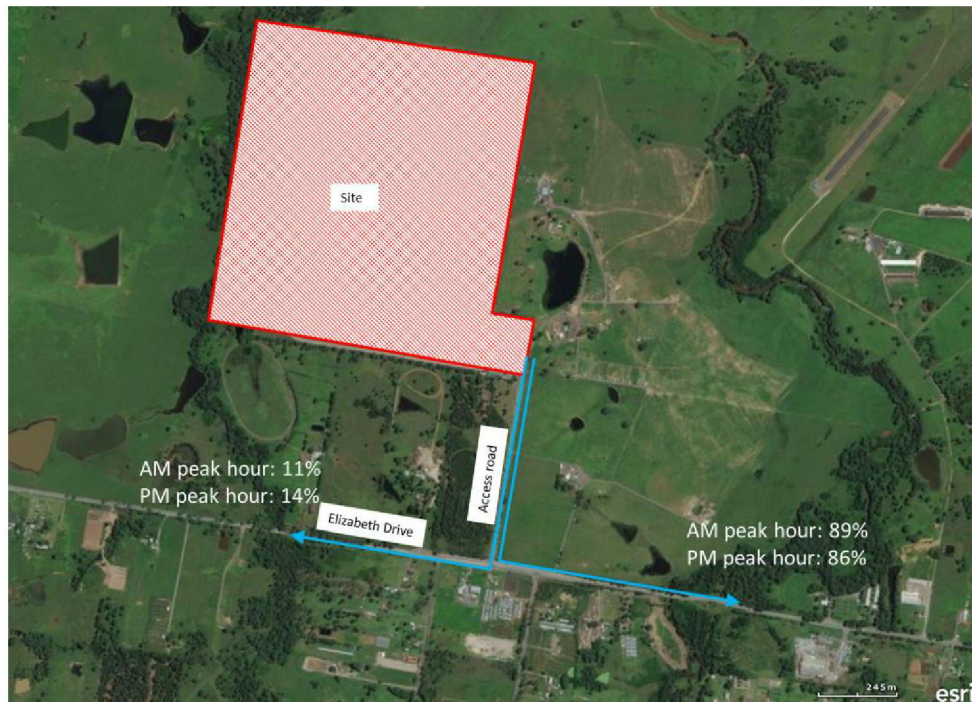 Site
Access road
AM peak hour: 11%
PM peak hour: 14%
Elizabeth Drive
AM peak hour: 89%
PM peak hour: 86%
245m
esri